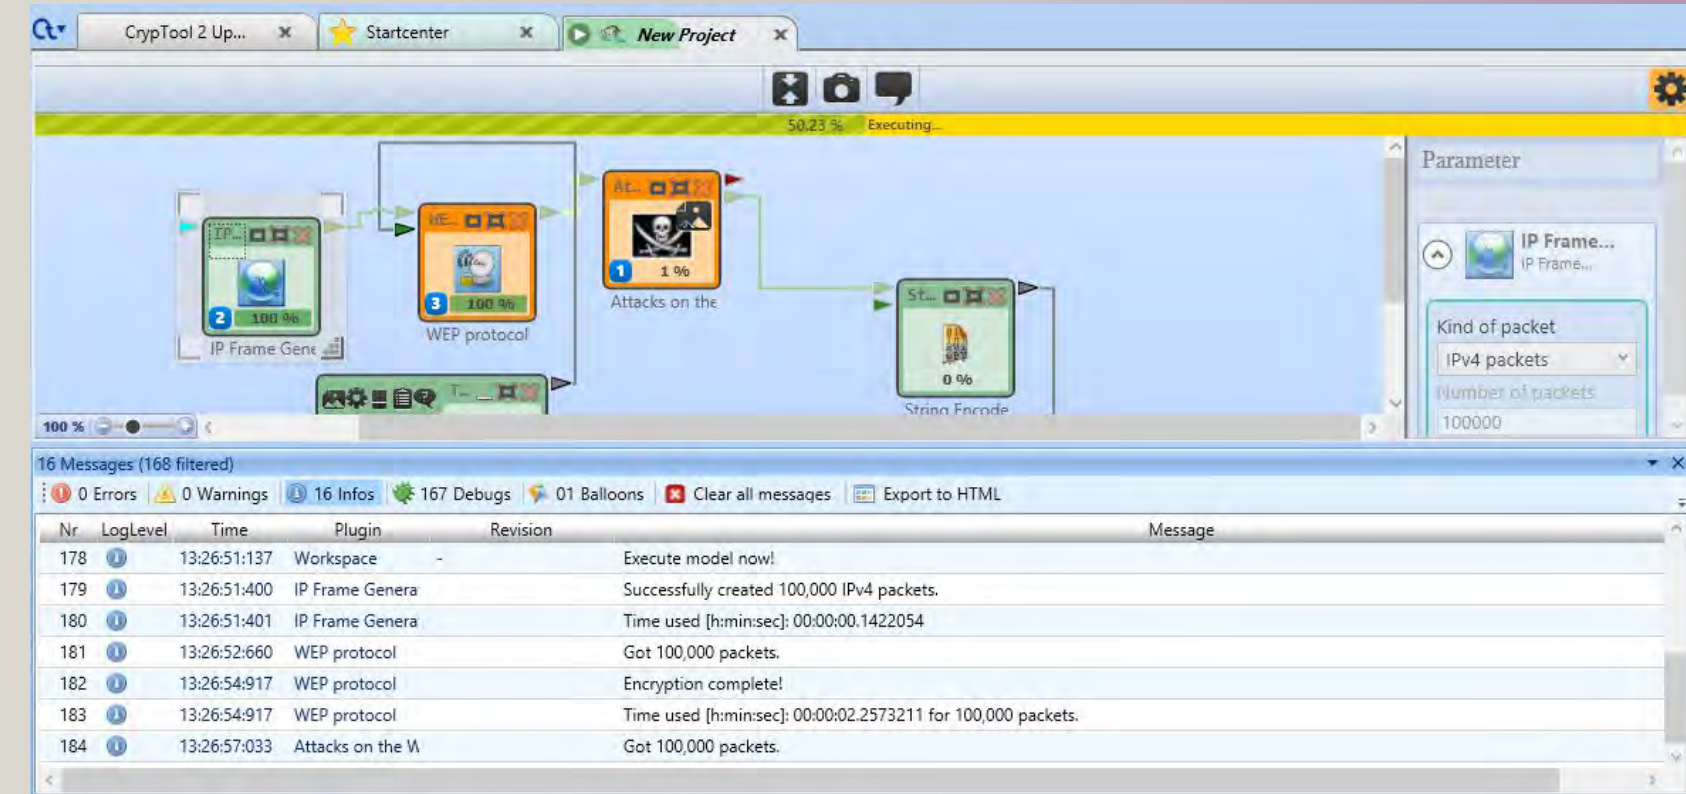 CrypTool 2 Up...
Startcenter
New Project
50.23 %
Executing...
Parameter
IP...
100 %
2
IP Frame Gene
WE...
3
100 %
WEP protocol
At...
1
1 %
Attacks on the
St...
0 %
String Encode
T...
IP Frame...
IP Frame...
Kind of packet
IPv4 packets
Number of packets
100000
100 %
16 Messages (168 filtered)
0 Errors 0 Warnings 16 Infos 167 Debugs 01 Balloons Clear all messages Export to HTML
Nr LogLevel Time Plugin Revision Message
178 13:26:51:137 Workspace - Execute model now!
179 13:26:51:400 IP Frame Genera Successfully created 100,000 IPv4 packets.
180 13:26:51:401 IP Frame Genera Time used [h:min:sec]: 00:00:00.1422054
181 13:26:52:660 WEP protocol Got 100,000 packets.
182 13:26:54:917 WEP protocol Encryption complete!
183 13:26:54:917 WEP protocol Time used [h:min:sec]: 00:00:02.2573211 for 100,000 packets.
184 13:26:57:033 Attacks on the W Got 100,000 packets.